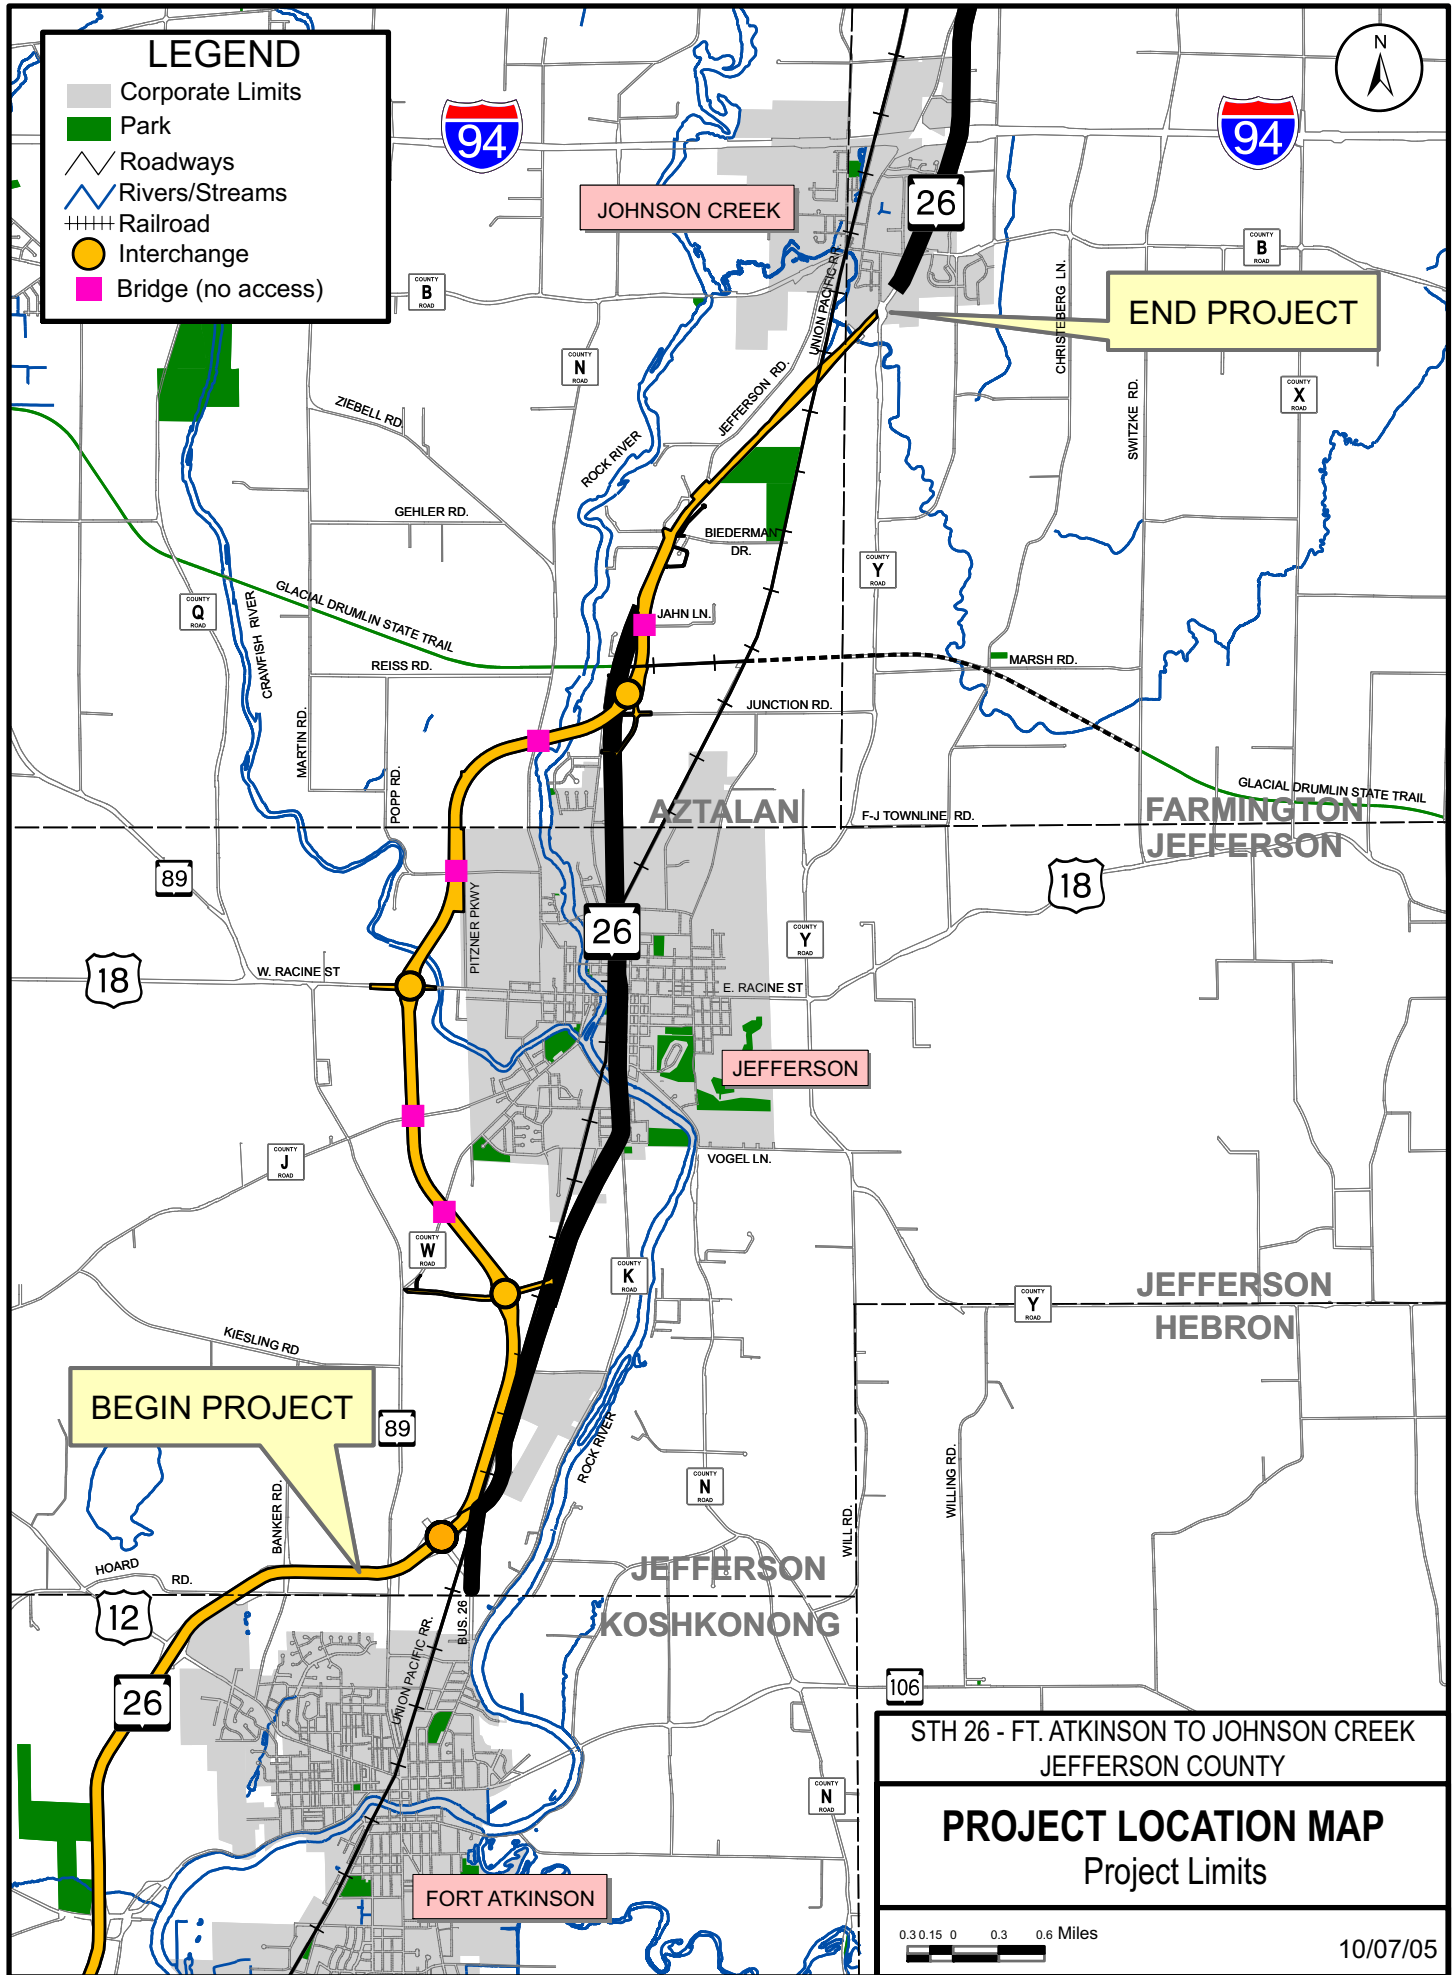 LEGEND
Corporate Limits
Park
Roadways
Rivers/Streams
Railroad
Interchange
Bridge (no access)
94
94
N
JOHNSON CREEK
26
COUNTY
B
ROAD
COUNTY
B
ROAD
END PROJECT
CHRISTEBERG LN.
UNION PACIFIC RR.
COUNTY
N
ROAD
COUNTY
X
ROAD
JEFFERSON RD.
SWITZKE RD.
ZIEBELL RD.
ROCK RIVER
GEHLER RD.
BIEDERMAN
DR.
COUNTY
Y
ROAD
COUNTY
Q
ROAD
CRAWFISH RIVER
GLACIAL DRUMLIN STATE TRAIL
JAHN LN.
REISS RD.
MARSH RD.
JUNCTION RD.
MARTIN RD.
POPP RD.
GLACIAL DRUMLIN STATE TRAIL
AZTALAN
F-J TOWNLINE RD.
FARMINGTON
JEFFERSON
89
18
PITZNER PKWY
26
COUNTY
Y
ROAD
18
W. RACINE ST
E. RACINE ST
JEFFERSON
COUNTY
J
ROAD
VOGEL LN.
COUNTY
W
ROAD
COUNTY
K
ROAD
JEFFERSON
COUNTY
Y
ROAD
HEBRON
KIESLING RD
BEGIN PROJECT
89
ROCK RIVER
COUNTY
N
ROAD
WILLING RD.
BANKER RD.
WILL RD.
HOARD
RD.
JEFFERSON
KOSHKONONG
12
BUS. 26
UNION PACIFIC RR.
26
106
COUNTY
N
ROAD
FORT ATKINSON
STH 26 - FT. ATKINSON TO JOHNSON CREEK
JEFFERSON COUNTY
PROJECT LOCATION MAP
Project Limits
0.3 0.15 0 0.3 0.6 Miles
10/07/05